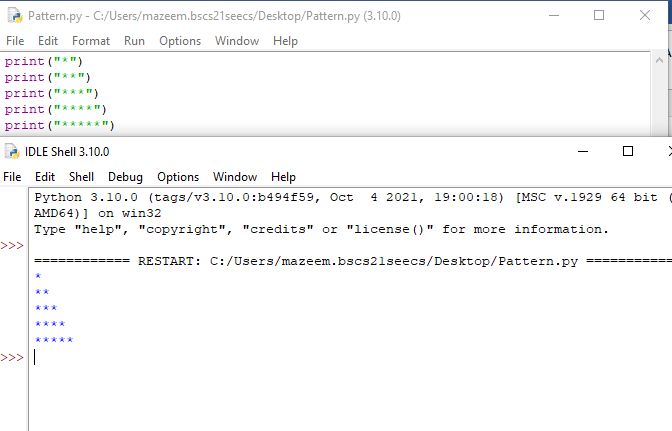 Pattern.py - C:/Users/mazeem.bscs21seecs/Desktop/Pattern.py (3.10.0)
File Edit Format Run Options Window Help
print("*")
print("**")
print("***")
print("****")
print("*****")
IDLE Shell 3.10.0
File Edit Shell Debug Options Window Help
Python 3.10.0 (tags/v3.10.0:b494f59, Oct  4 2021, 19:00:18) [MSC v.1929 64 bit (
AMD64)] on win32
Type "help", "copyright", "credits" or "license()" for more information.
>>>
============ RESTART: C:/Users/mazeem.bscs21seecs/Desktop/Pattern.py ===========
*
**
***
****
*****
>>>